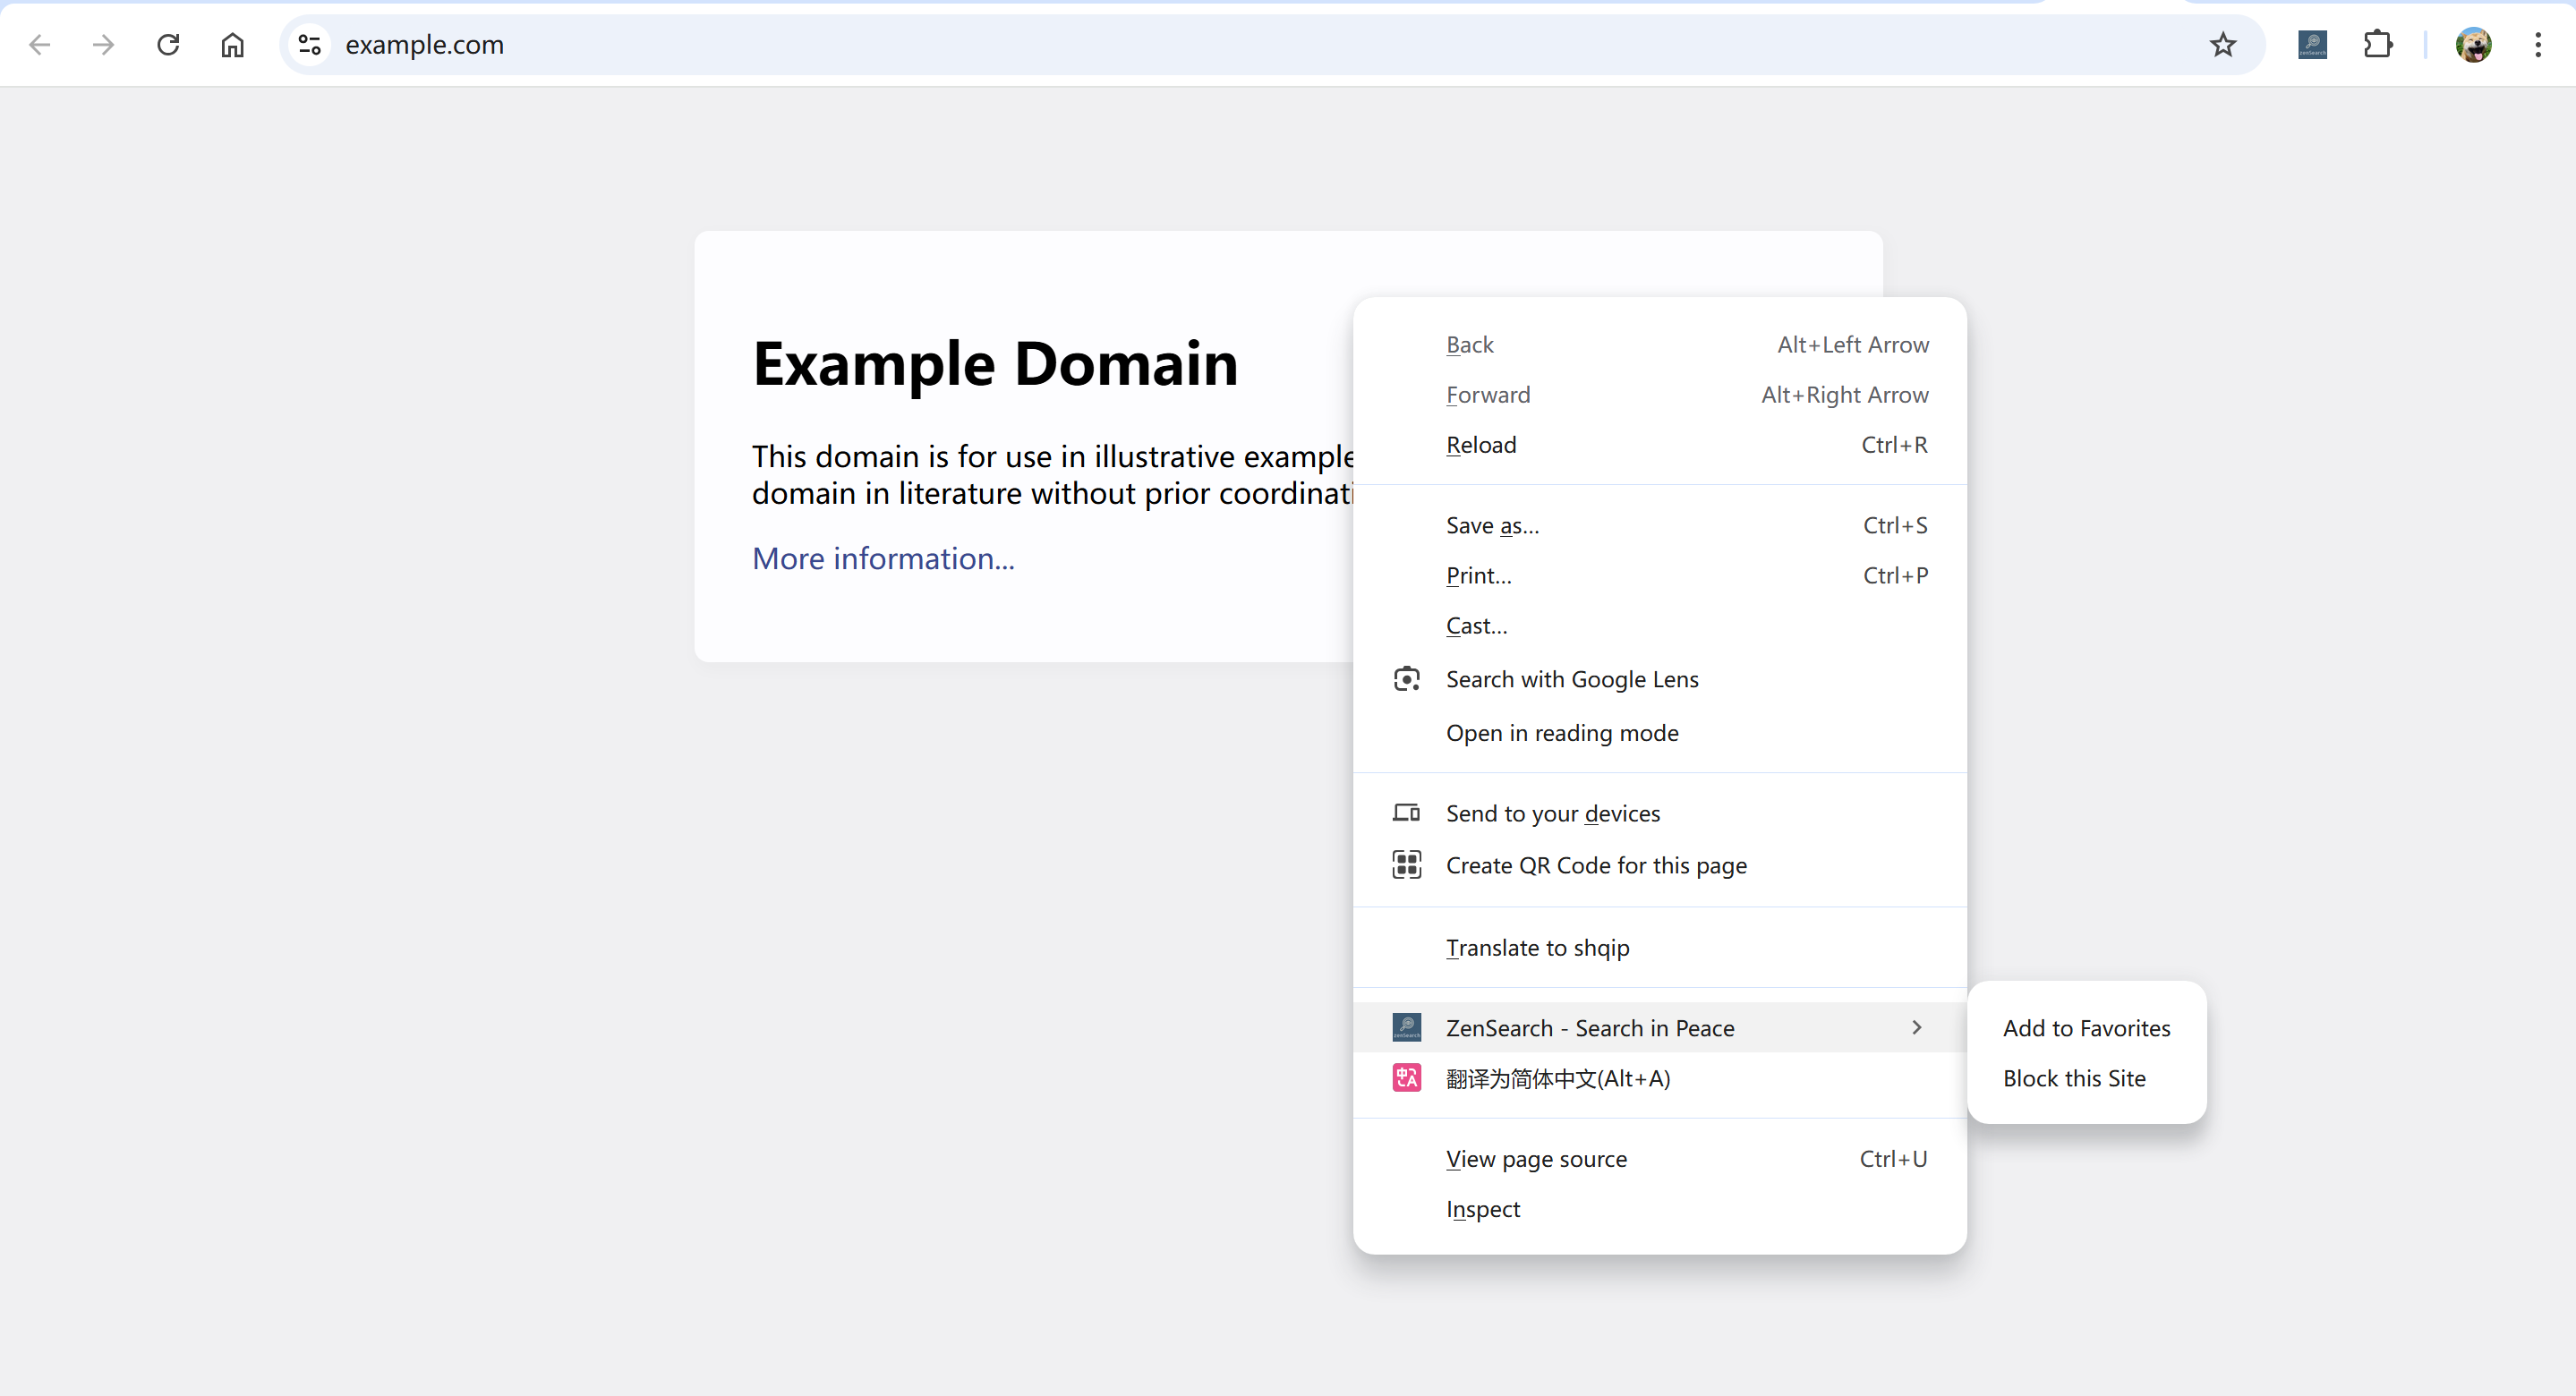 example.com
Example Domain
This domain is for use in illustrative example
domain in literature without prior coordinati
More information...
Back Alt+Left Arrow
Forward Alt+Right Arrow
Reload Ctrl+R
Save as... Ctrl+S
Print... Ctrl+P
Cast...
Search with Google Lens
Open in reading mode
Send to your devices
Create QR Code for this page
Translate to shqip
ZenSearch - Search in Peace
Add to Favorites
翻译为简体中文(Alt+A)
Block this Site
View page source Ctrl+U
Inspect